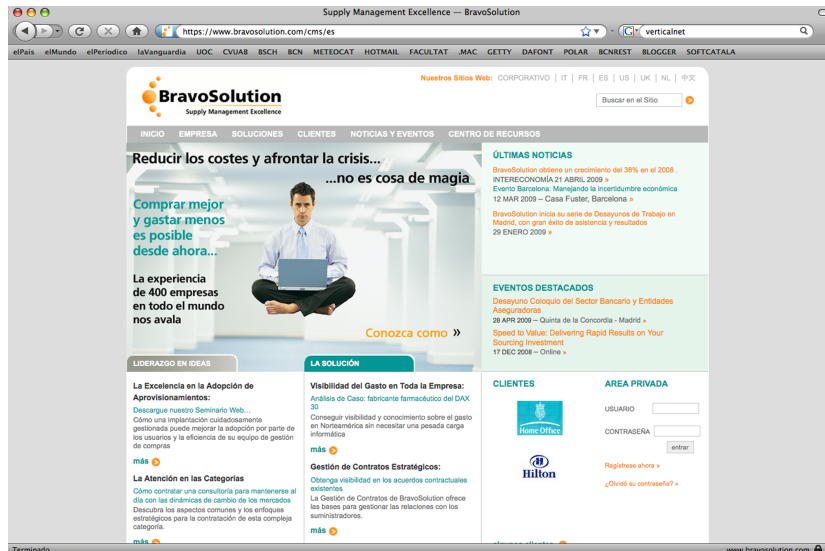 Supply Management Excellence — BravoSolution
https://www.bravosolution.com/cms/es
verticalnet
elPaís elMundo elPeriodico laVanguardia UOC CVUAB BSCH BCN METEOCAT HOTMAIL FACULTAT .MAC GETTY DAFONT POLAR BCNREST BLOGGER SOFTCATALA
Nuestros Sitios Web: CORPORATIVO | IT | FR | ES | US | UK | NL | 中文
BravoSolution
Supply Management Excellence
Buscar en el Sitio
INICIO EMPRESA SOLUCIONES CLIENTES NOTICIAS Y EVENTOS CENTRO DE RECURSOS
Reducir los costes y afrontar la crisis...
...no es cosa de magia
Comprar mejor
y gastar menos
es posible
desde ahora...
La experiencia
de 400 empresas
en todo el mundo
nos avala
Conozca como »
ÚLTIMAS NOTICIAS
BravoSolution obtiene un crecimiento del 38% en el 2008 .
INTERECONOMÍA 21 ABRIL 2009 »
Evento Barcelona: Manejando la incertidumbre económica
12 MAR 2009 – Casa Fuster, Barcelona »
BravoSolution inicia su serie de Desayunos de Trabajo en
Madrid, con gran éxito de asistencia y resultados
29 ENERO 2009 »
EVENTOS DESTACADOS
Desayuno Coloquio del Sector Bancario y Entidades
Aseguradoras
28 APR 2009 – Quinta de la Concordia - Madrid »
Speed to Value: Delivering Rapid Results on Your
Sourcing Investment
17 DEC 2008 – Online »
LIDERAZGO EN IDEAS
La Excelencia en la Adopción de
Aprovisionamientos:
Descargue nuestro Seminario Web…
Cómo una implantación cuidadosamente
gestionada puede mejorar la adopción por parte de
los usuarios y la eficiencia de su equipo de gestión
de compras
más
La Atención en las Categorías
Cómo contratar una consultoría para mantenerse al
día con las dinámicas de cambio de los mercados
Descubra los aspectos comunes y los enfoques
estratégicos para la contratación de esta compleja
categoría.
más
LA SOLUCIÓN
Visibilidad del Gasto en Toda la Empresa:
Análisis de Caso: fabricante farmacéutico del DAX
30
Conseguir visibilidad y conocimiento sobre el gasto
en Norteamérica sin necesitar una pesada carga
informática
más
Gestión de Contratos Estratégicos:
Obtenga visibilidad en los acuerdos contractuales
existentes
La Gestión de Contratos de BravoSolution ofrece
las bases para gestionar las relaciones con los
suministradores.
más
CLIENTES
Home Office
Hilton
algunos clientes
AREA PRIVADA
USUARIO
CONTRASEÑA
entrar
Regístrese ahora »
¿Olvidó su contraseña? »
Terminado
www.bravosolution.com